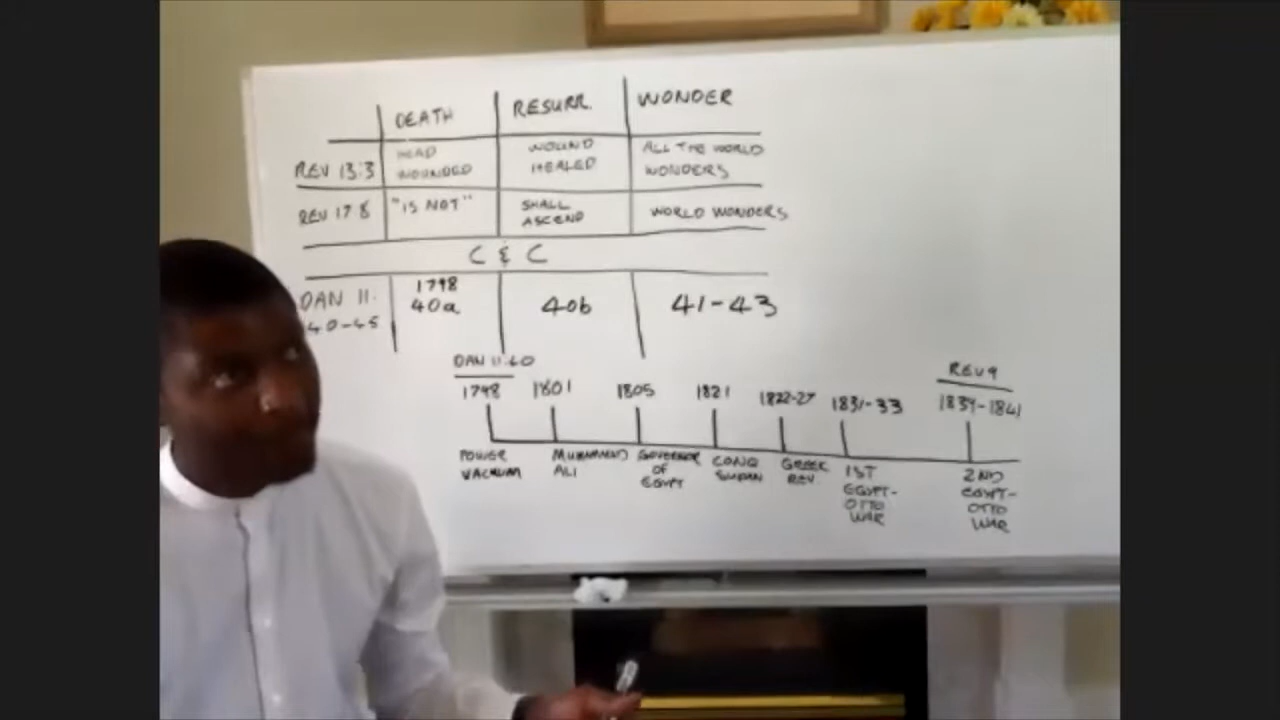 DEATH RESURR. WONDER
REV 13:3 HEAD WOUNDED WOUND HEALED ALL THE WORLD WONDERS
REV 17 8 "IS NOT" SHALL ASCEND WORLD WONDERS
C & C
DAN 11: 40-45 1798 40a 40b 41-43
DAN 11:40
REV 9
1798 1801 1805 1821 1822-27 1831-33 1839-1841
POWER VACUUM
MUHAMMAD ALI
GOVERNOR OF EGYPT
CONQ SUDAN
GREEK REV.
1ST EGYPT- OTTO WAR
2ND EGYPT- OTTO WAR